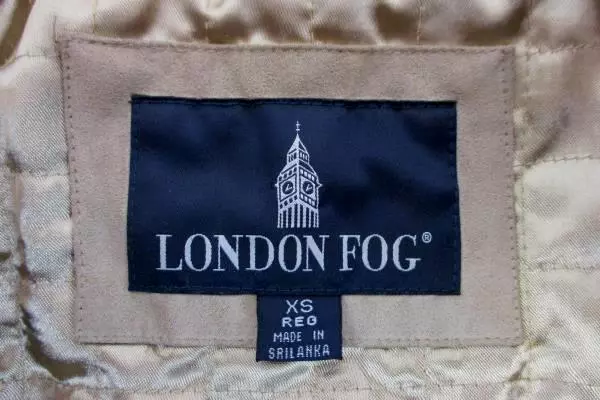 LONDON FOG®
XS
REG
MADE IN
SRILANKA